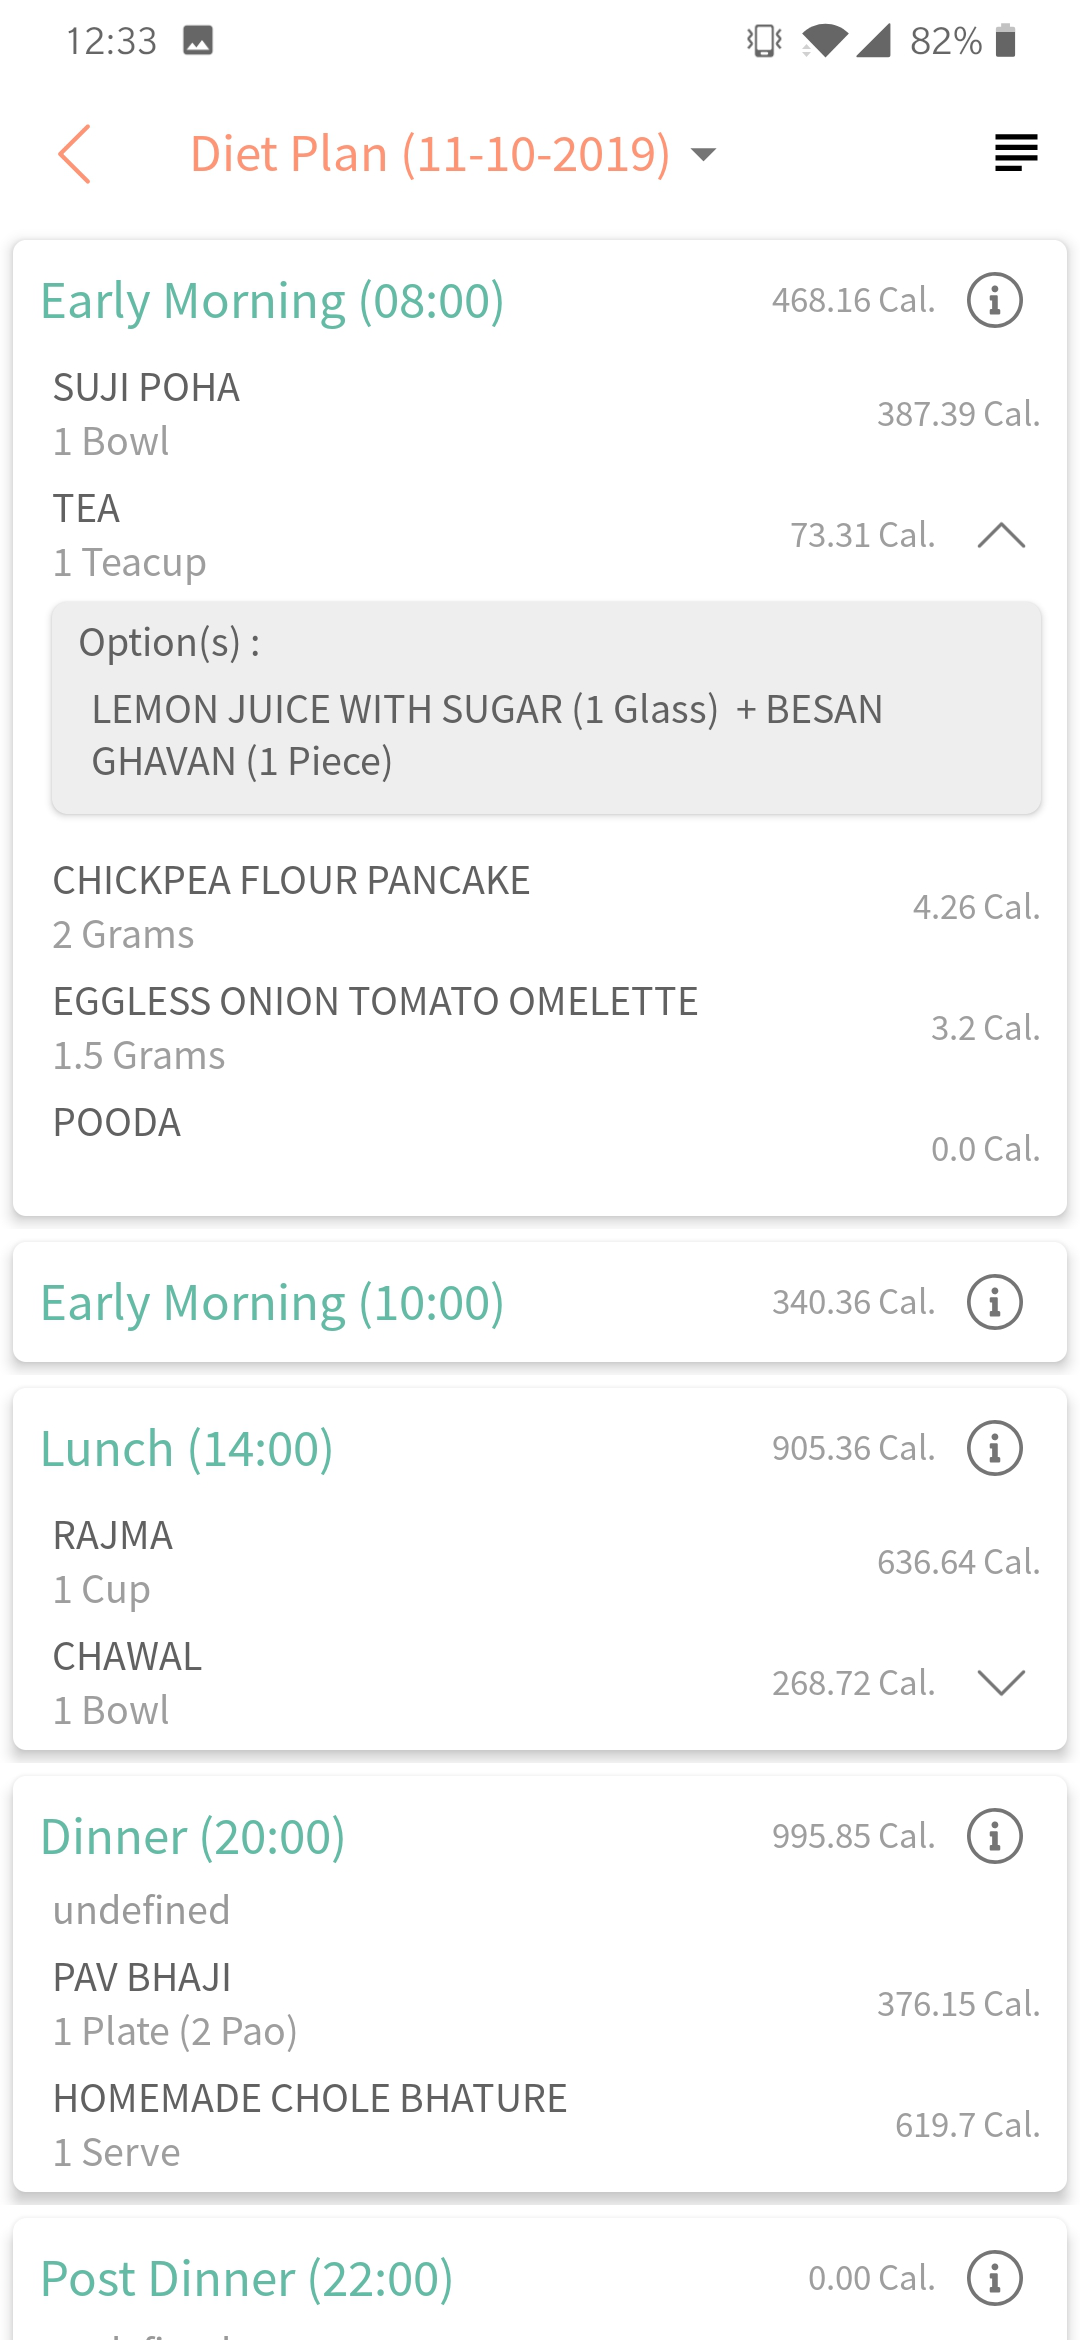 12:33
82%
Diet Plan (11-10-2019)
Early Morning (08:00)
468.16 Cal.
SUJI POHA
387.39 Cal.
1 Bowl
TEA
73.31 Cal.
1 Teacup
Option(s) :
LEMON JUICE WITH SUGAR (1 Glass) + BESAN
GHAVAN (1 Piece)
CHICKPEA FLOUR PANCAKE
4.26 Cal.
2 Grams
EGGLESS ONION TOMATO OMELETTE
3.2 Cal.
1.5 Grams
POODA
0.0 Cal.
Early Morning (10:00)
340.36 Cal.
Lunch (14:00)
905.36 Cal.
RAJMA
636.64 Cal.
1 Cup
CHAWAL
268.72 Cal.
1 Bowl
Dinner (20:00)
995.85 Cal.
undefined
PAV BHAJI
376.15 Cal.
1 Plate (2 Pao)
HOMEMADE CHOLE BHATURE
619.7 Cal.
1 Serve
Post Dinner (22:00)
0.00 Cal.